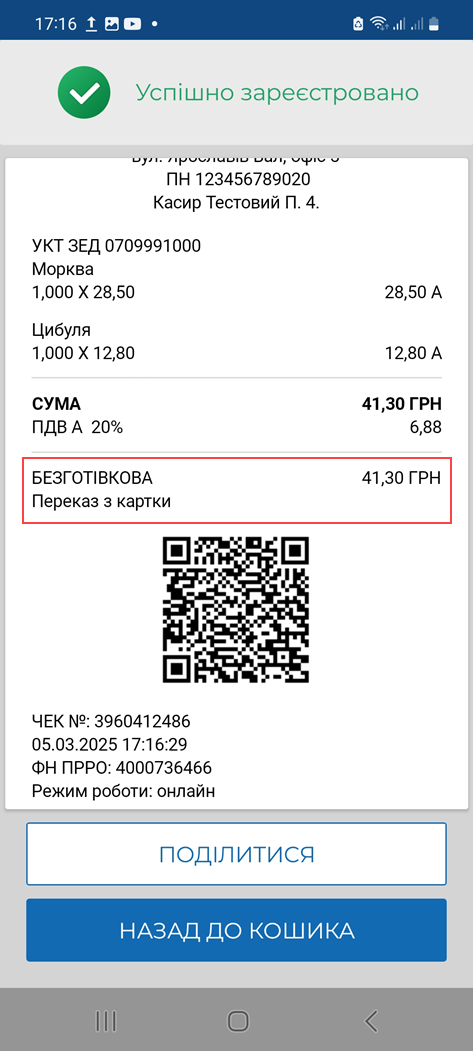 17:16
Успішно зареєстровано
ПН 123456789020
Касир Тестовий П. 4.
УКТ ЗЕД 0709991000
Морква
1,000 X 28,50 28,50 А
Цибуля
1,000 X 12,80 12,80 А
СУМА 41,30 ГРН
ПДВ А 20% 6,88
БЕЗГОТІВКОВА 41,30 ГРН
Переказ з картки
ЧЕК №: 3960412486
05.03.2025 17:16:29
ФН ПРРО: 4000736466
Режим роботи: онлайн
ПОДІЛИТИСЯ
НАЗАД ДО КОШИКА